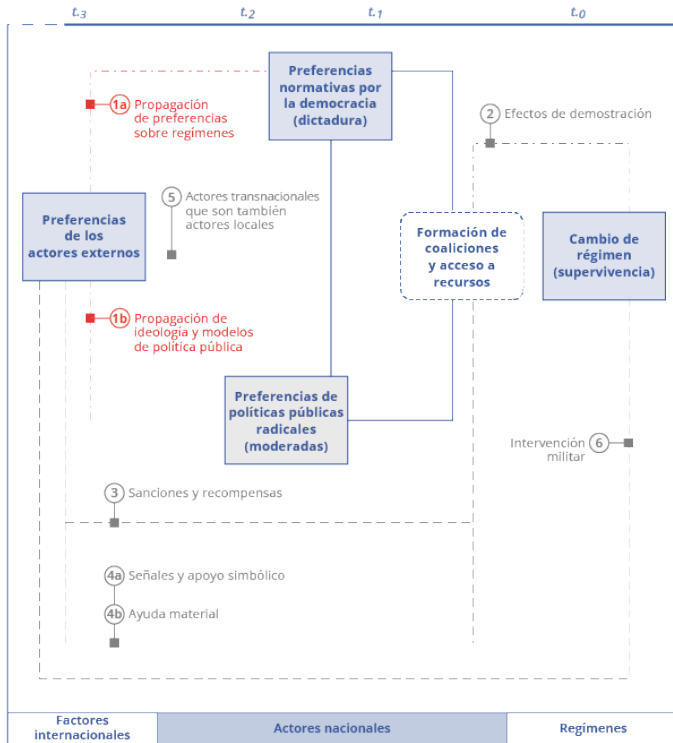 t.3
t.2
t.1
t.0
Preferencias
normativas por
la democracia
(dictadura)
1a
Propagación
de preferencias
sobre regímenes
2
Efectos de demostración
5
Actores transnacionales
que son también
actores locales
Preferencias
de los
actores externos
Formación de
coaliciones
y acceso a
recursos
Cambio de
régimen
(supervivencia)
1b
Propagación de
ideología y modelos
de política pública
Preferencias de
políticas públicas
radicales
(moderadas)
Intervención
militar
6
3
Sanciones y recompensas
4a
Señales y apoyo simbólico
4b
Ayuda material
Factores
internacionales
Actores nacionales
Regímenes